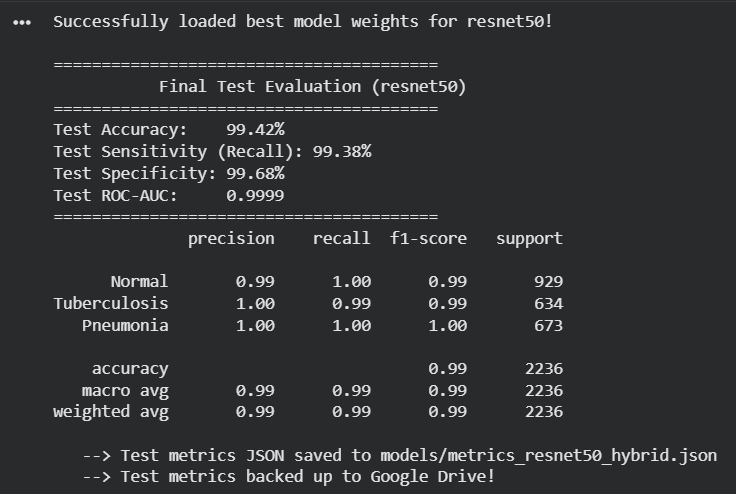 ••• Successfully loaded best model weights for resnet50!
========================================
Final Test Evaluation (resnet50)
========================================
Test Accuracy: 99.42%
Test Sensitivity (Recall): 99.38%
Test Specificity: 99.68%
Test ROC-AUC: 0.9999
========================================
precision recall f1-score support
Normal 0.99 1.00 0.99 929
Tuberculosis 1.00 0.99 0.99 634
Pneumonia 1.00 1.00 1.00 673
accuracy 0.99 2236
macro avg 0.99 0.99 0.99 2236
weighted avg 0.99 0.99 0.99 2236
--> Test metrics JSON saved to models/metrics_resnet50_hybrid.json
--> Test metrics backed up to Google Drive!